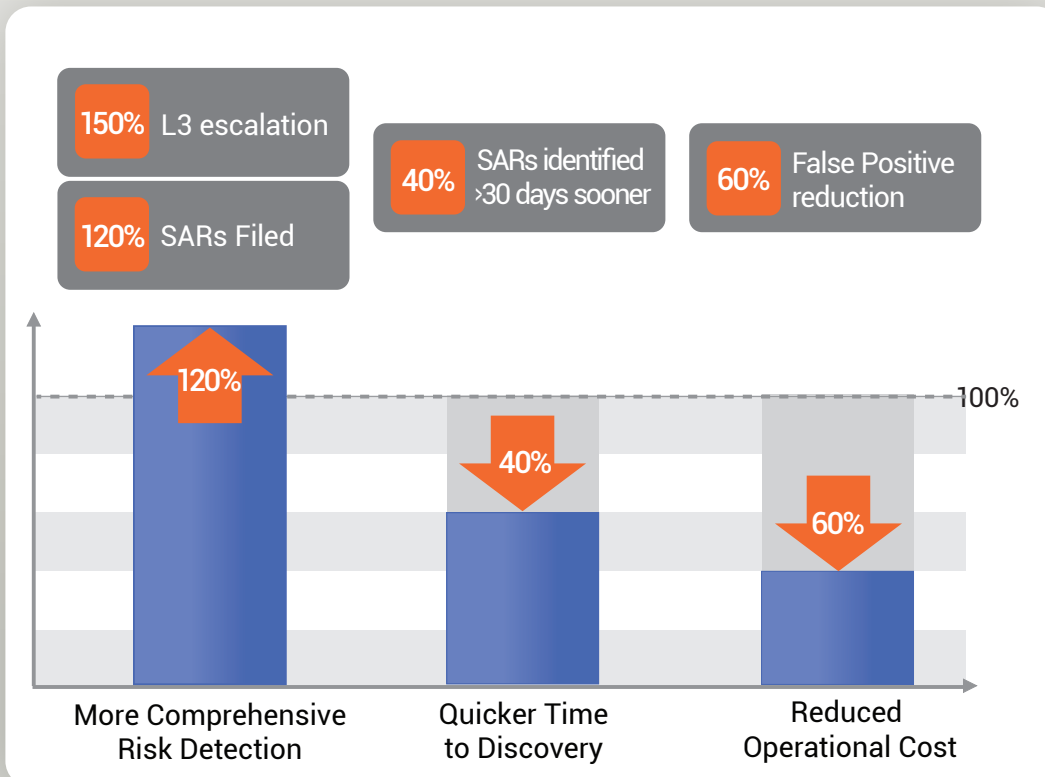 150% L3 escalation
120% SARs Filed
40% SARs identified
>30 days sooner
60% False Positive
reduction
120%
40%
60%
100%
More Comprehensive
Risk Detection
Quicker Time
to Discovery
Reduced
Operational Cost